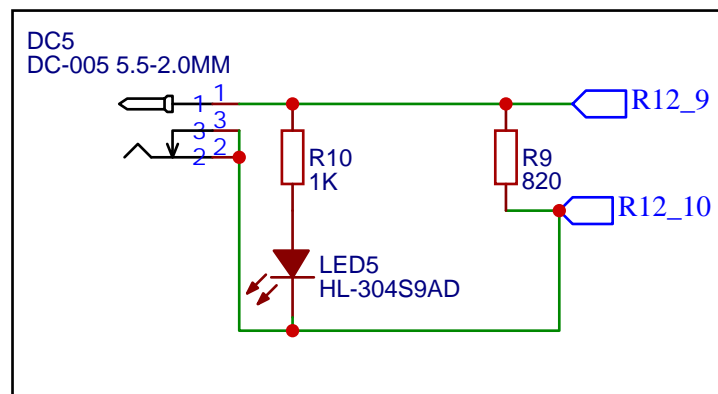 DC5
DC-005 5.5-2.0MM
1
1
3
3
2
2
R10
1K
R9
820
R12_9
R12_10
LED5
HL-304S9AD